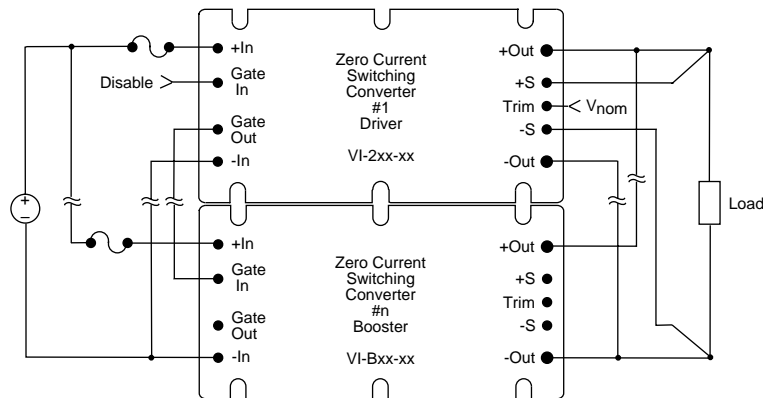 +In
Gate
In
Gate
Out
-In
Disable
Zero Current
Switching
Converter
#1
Driver
VI-2xx-xx
+Out
+S
Trim
-S
-Out
Vnom
+
–
Load
+In
Gate
In
Gate
Out
-In
Zero Current
Switching
Converter
#n
Booster
VI-Bxx-xx
+Out
+S
Trim
-S
-Out